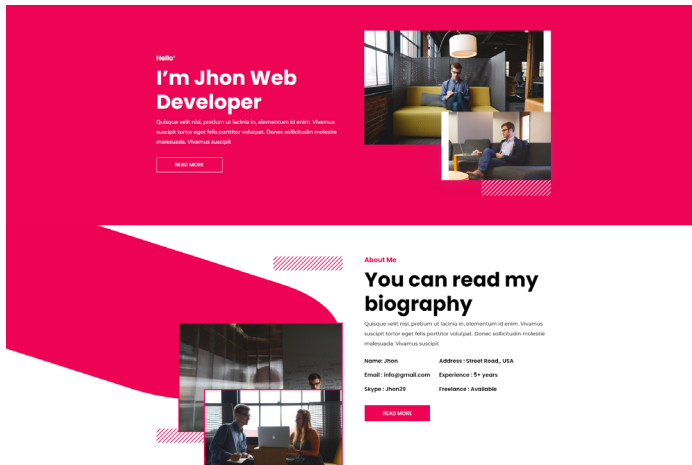 Hello'
I'm Jhon Web
Developer
Quisque velit nisi, pretium ut lacinia in, elementum id enim. Vivamus
suscipit tortor eget felis porttitor volutpat. Donec sollicitudin molestie
malesuada. Vivamus suscipit
READ MORE
About Me
You can read my
biography
Quisque velit nisi, pretium ut lacinia in, elementum id enim. Vivamus
suscipit tortor eget felis porttitor volutpat. Donec sollicitudin molestie
malesuada. Vivamus suscipit
Name: Jhon Address : Street Road,, USA
Email : info@gmail.com Experience : 5+ years
Skype : Jhon29 Freelance : Available
READ MORE